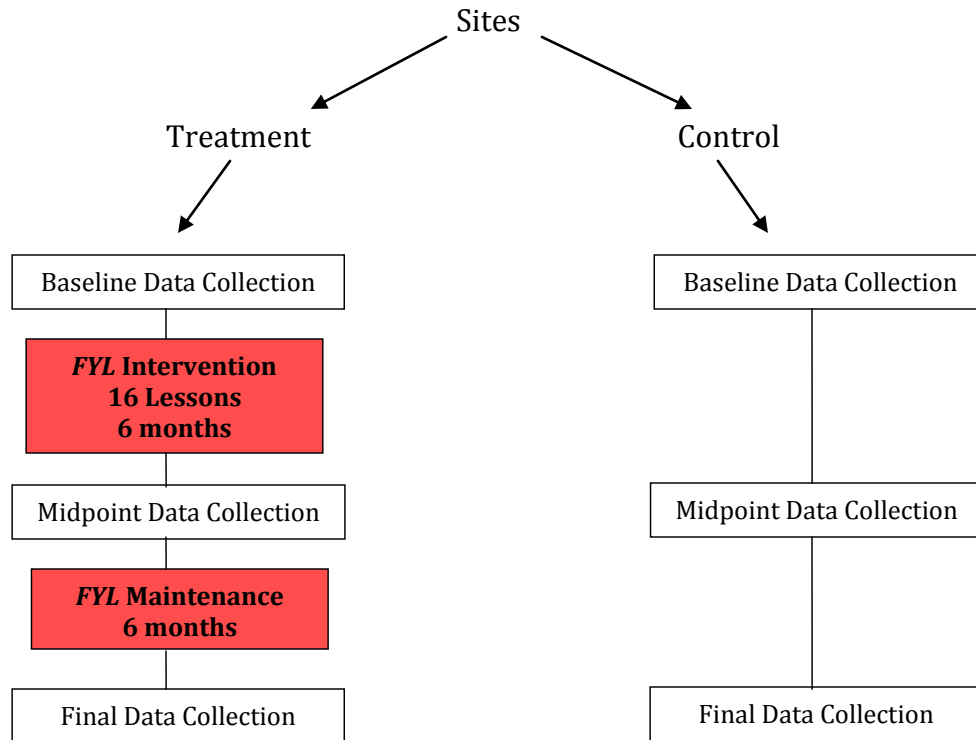 Sites
Treatment
Control
Baseline Data Collection
Baseline Data Collection
FYL Intervention
16 Lessons
6 months
Midpoint Data Collection
Midpoint Data Collection
FYL Maintenance
6 months
Final Data Collection
Final Data Collection